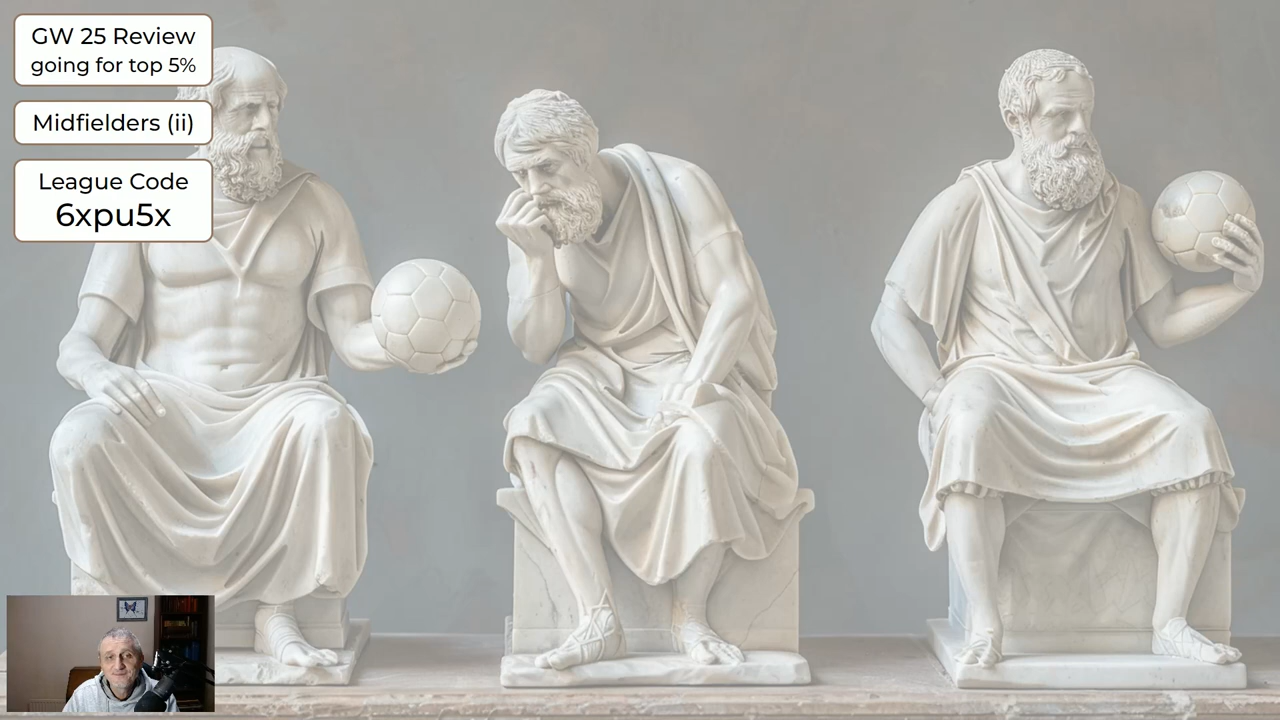 GW 25 Review
going for top 5%
Midfielders (ii)
League Code
6xpu5x